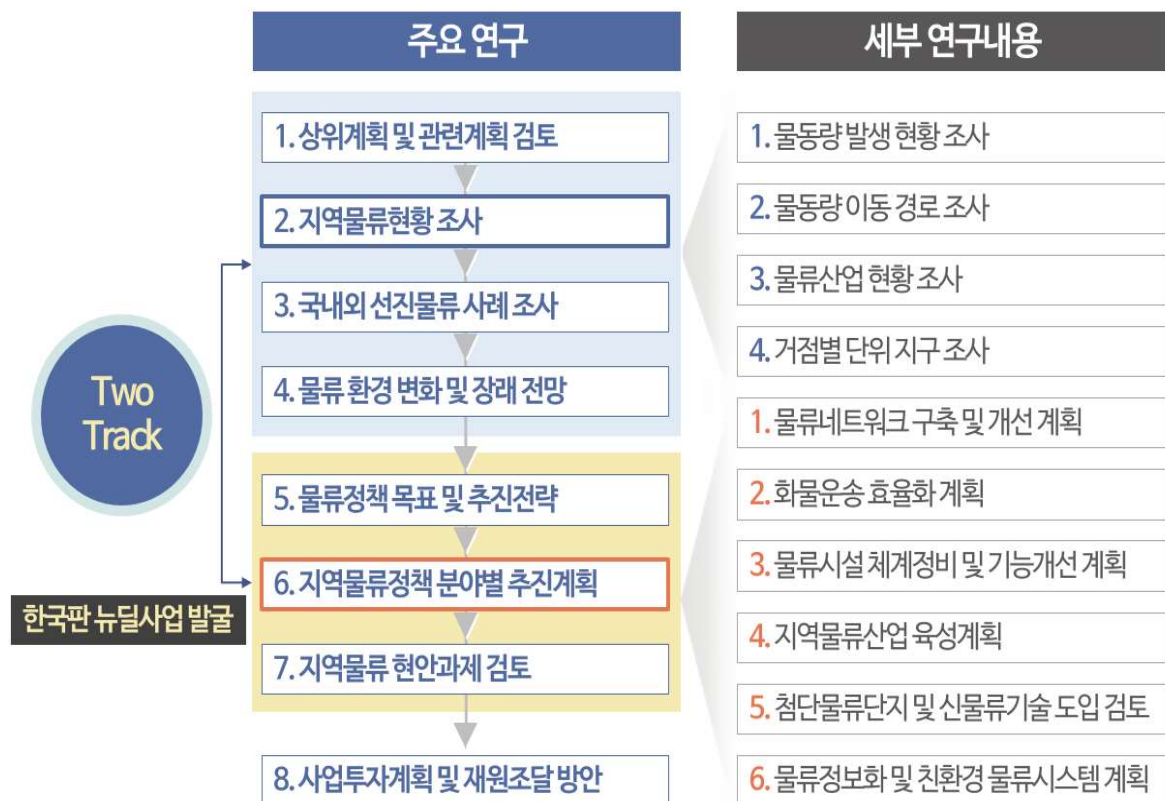 주요 연구
1. 상위계획 및 관련계획 검토
2. 지역물류현황 조사
3. 국내외 선진물류 사례 조사
4. 물류 환경 변화 및 장래 전망
5. 물류정책 목표 및 추진전략
6. 지역물류정책 분야별 추진계획
7. 지역물류 현안과제 검토
8. 사업투자계획 및 재원조달 방안
Two
Track
한국판 뉴딜사업 발굴
세부 연구내용
1. 물동량 발생 현황 조사
2. 물동량 이동 경로 조사
3. 물류산업 현황 조사
4. 거점별 단위 지구 조사
1. 물류네트워크 구축 및 개선 계획
2. 화물운송 효율화 계획
3. 물류시설 체계정비 및 기능개선 계획
4. 지역물류산업 육성계획
5. 첨단물류단지 및 신물류기술 도입 검토
6. 물류정보화 및 친환경 물류시스템 계획